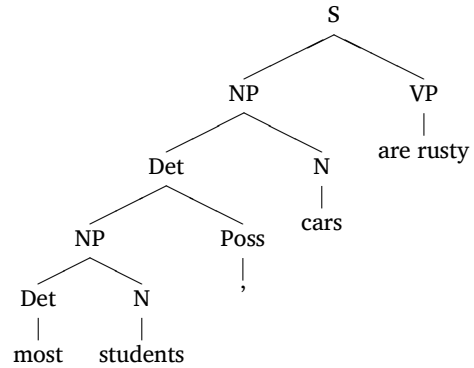 S
NP VP
Det N are rusty
NP Poss cars
Det N ’
most students